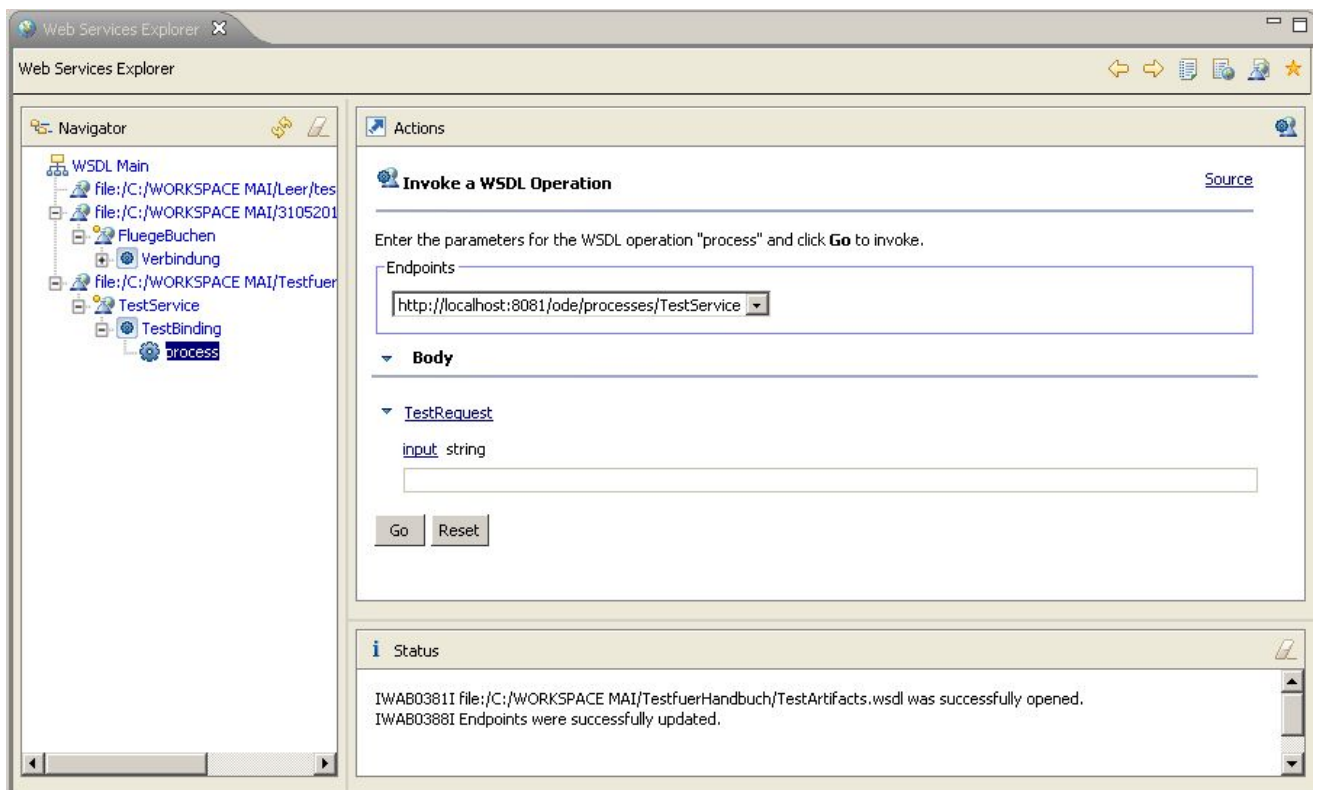 Web Services Explorer
Web Services Explorer
Navigator
WSDL Main
file:/C:/WORKSPACE MAI/Leer/tes
file:/C:/WORKSPACE MAI/3105201
FluegeBuchen
Verbindung
file:/C:/WORKSPACE MAI/Testfuer
TestService
TestBinding
process
Actions
Invoke a WSDL Operation
Source
Enter the parameters for the WSDL operation "process" and click Go to invoke.
Endpoints
http://localhost:8081/ode/processes/TestService
Body
TestRequest
input string
Go Reset
i Status
IWAB0381I file:/C:/WORKSPACE MAI/TestfuerHandbuch/TestArtifacts.wsdl was successfully opened.
IWAB0388I Endpoints were successfully updated.